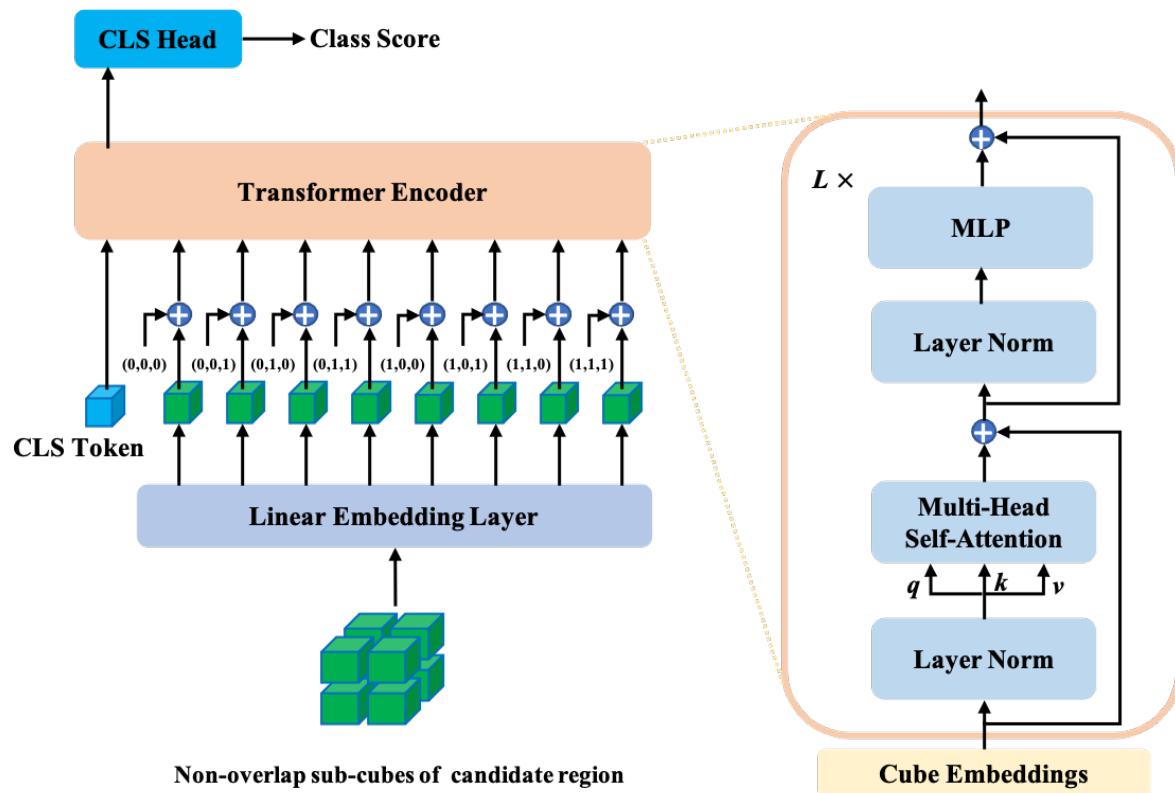 CLS Head
Class Score
Transformer Encoder
(0,0,0)
(0,0,1)
(0,1,0)
(0,1,1)
(1,0,0)
(1,0,1)
(1,1,0)
(1,1,1)
CLS Token
Linear Embedding Layer
Non-overlap sub-cubes of candidate region
L ×
MLP
Layer Norm
Multi-Head
Self-Attention
q
k
v
Layer Norm
Cube Embeddings